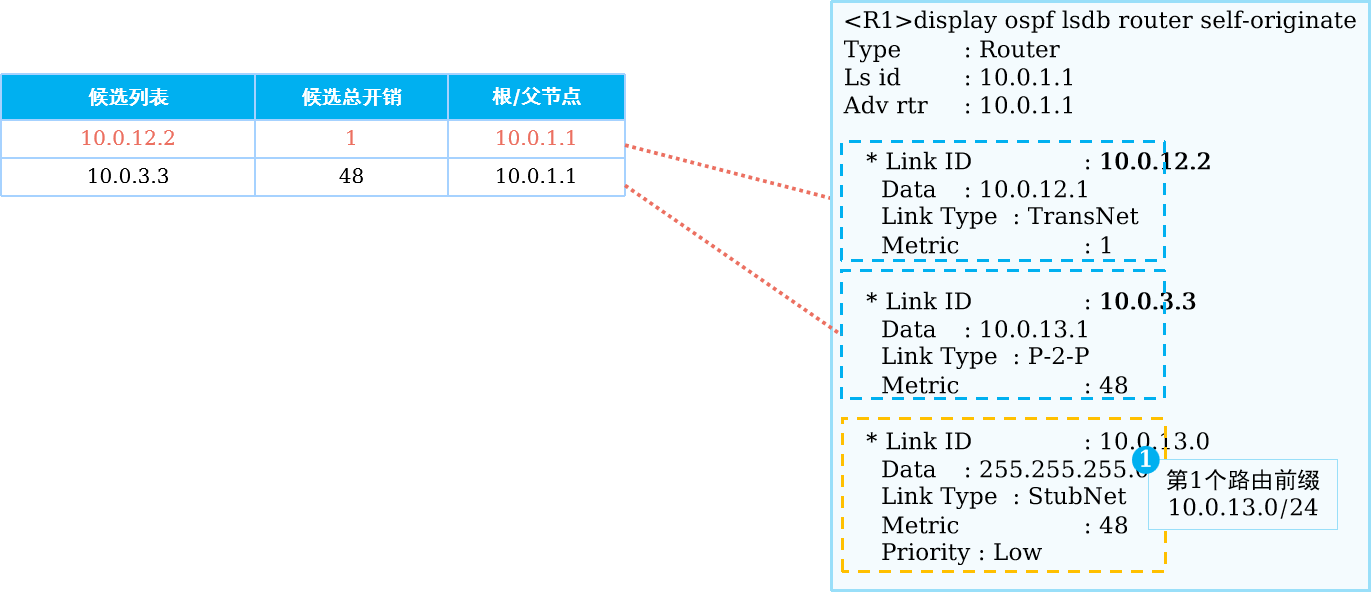 候选列表 候选总开销 根/父节点
10.0.12.2 1 10.0.1.1
10.0.3.3 48 10.0.1.1
<R1>display ospf lsdb router self-originate
Type : Router
Ls id : 10.0.1.1
Adv rtr : 10.0.1.1
* Link ID : 10.0.12.2
Data : 10.0.12.1
Link Type : TransNet
Metric : 1
* Link ID : 10.0.3.3
Data : 10.0.13.1
Link Type : P-2-P
Metric : 48
* Link ID : 10.0.13.0
Data : 255.255.255.0
Link Type : StubNet
Metric : 48
Priority : Low
1
第1个路由前缀
10.0.13.0/24